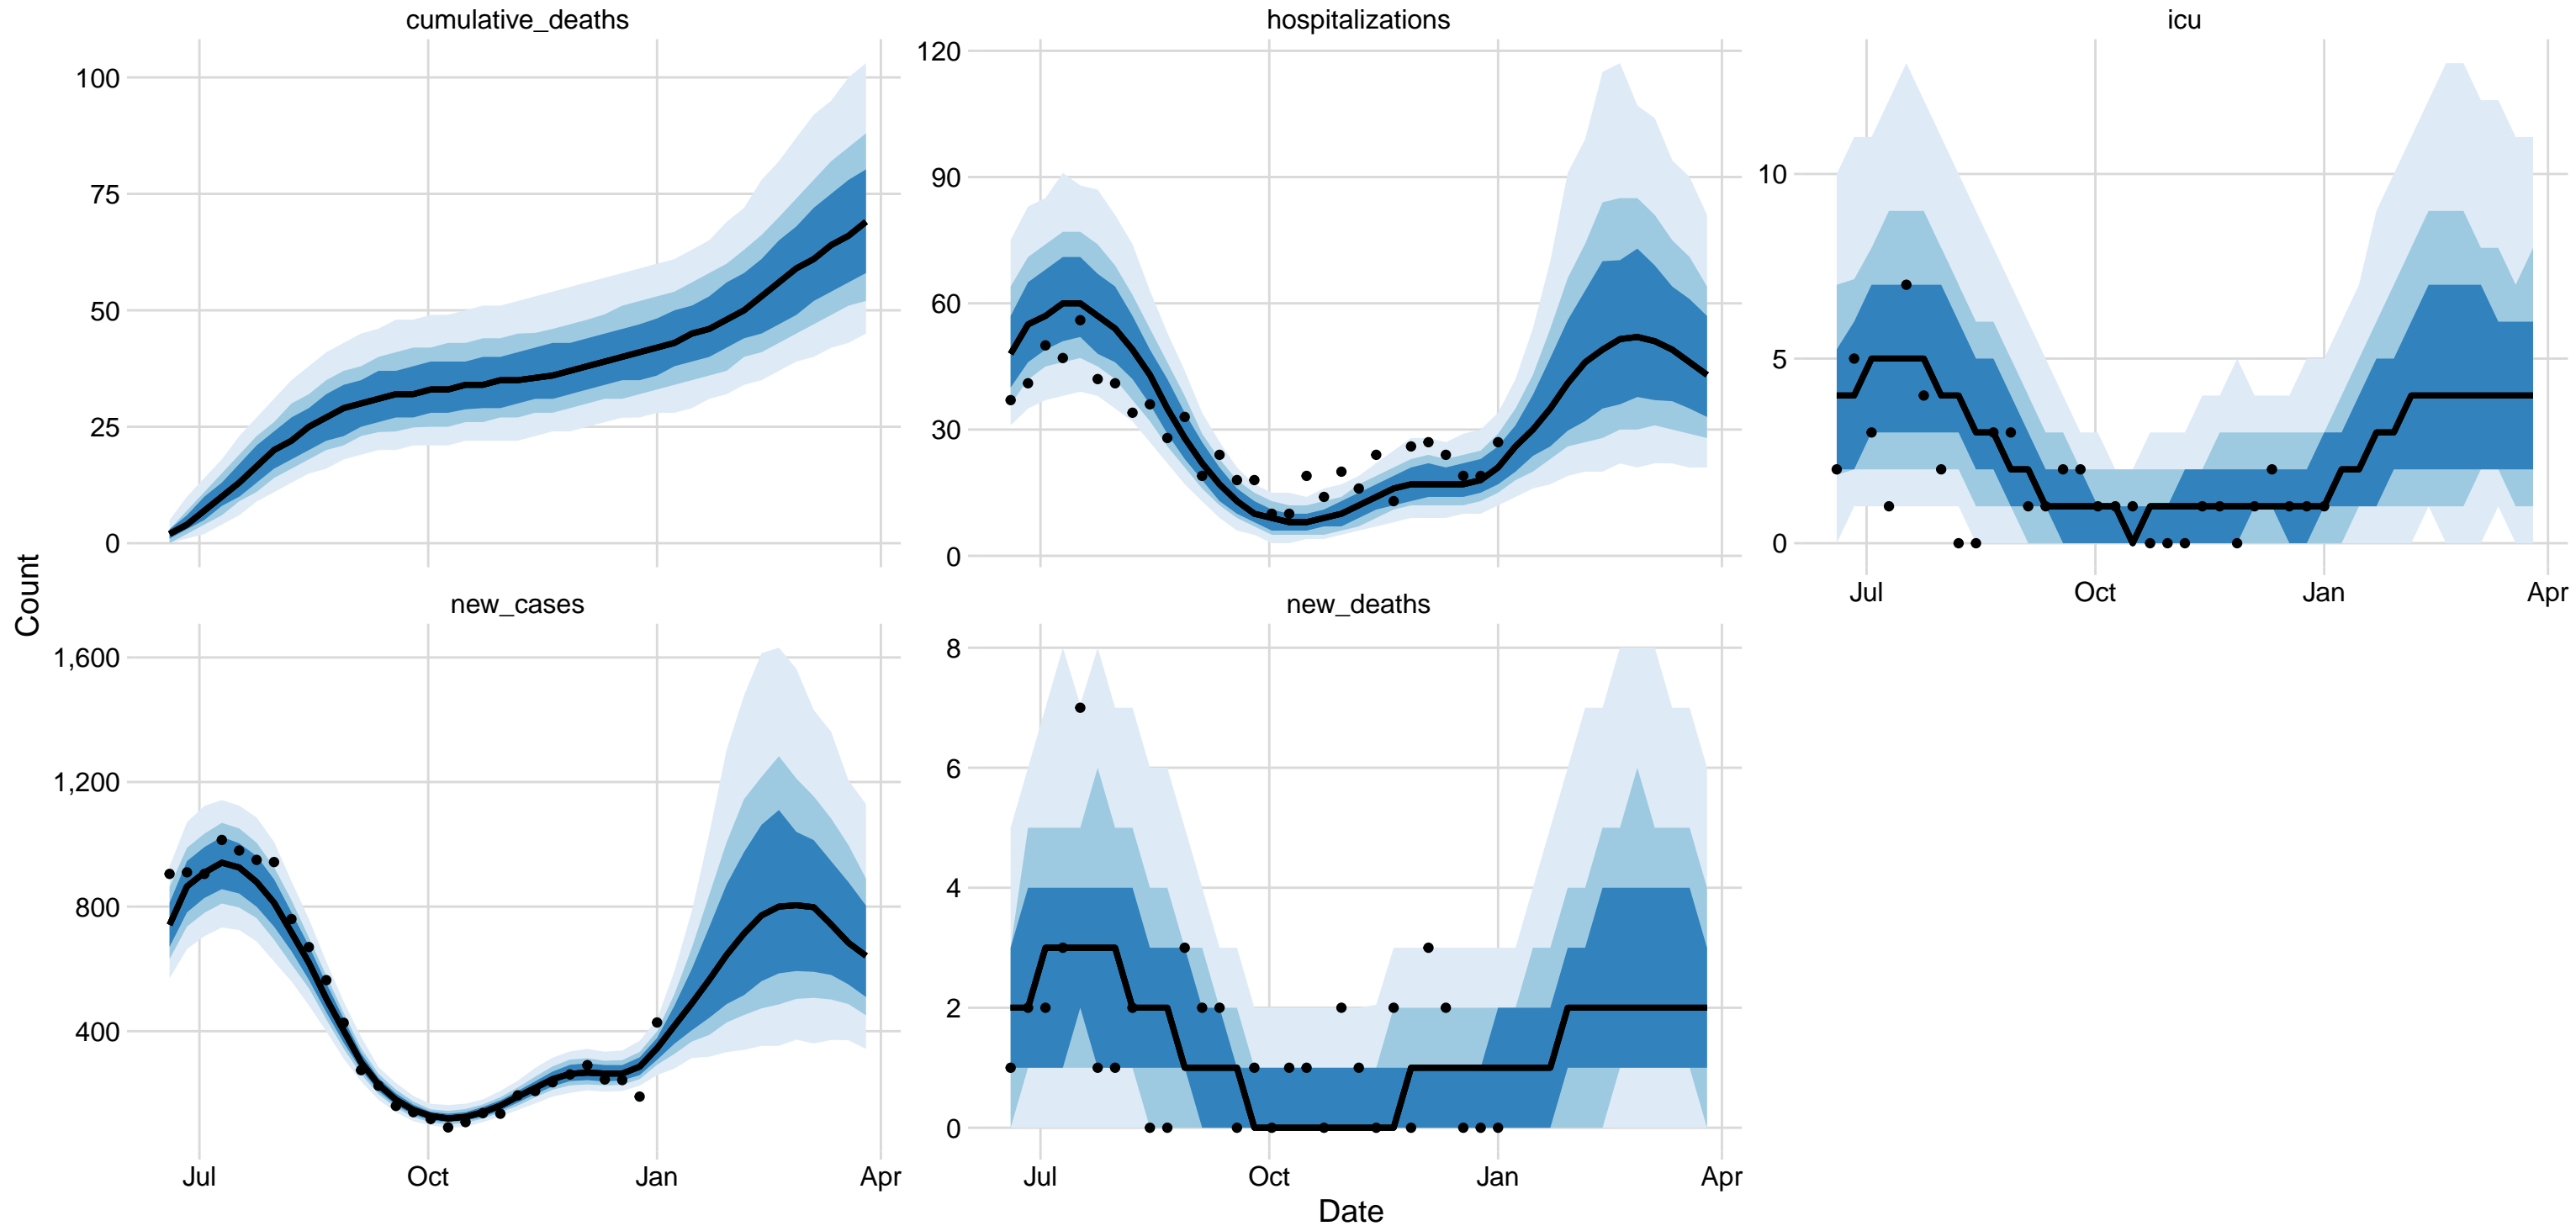 cumulative_deaths
100
75
50
25
0
hospitalizations
120
90
60
30
0
icu
10
5
0
Jul Oct Jan Apr
Count
new_cases
1,600
1,200
800
400
Jul Oct Jan Apr
new_deaths
8
6
4
2
0
Jul Oct Jan Apr
Date